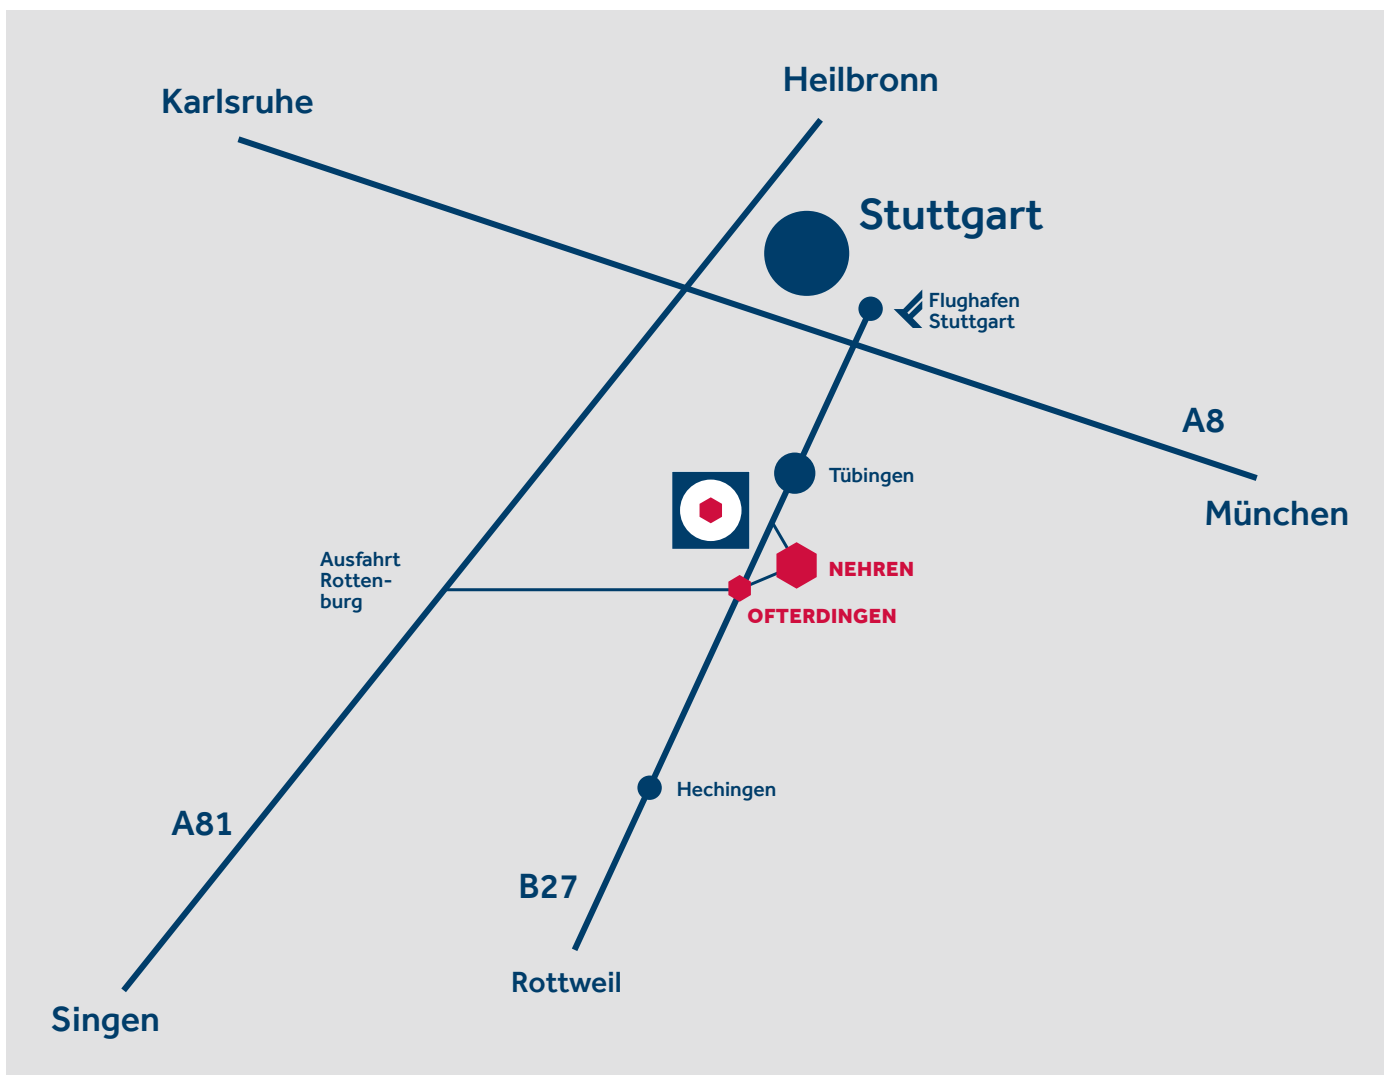 Heilbronn
Karlsruhe
Stuttgart
Flughafen
Stuttgart
A8
Tübingen
München
Ausfahrt
Rotten-
burg
NEHREN
OFTERDINGEN
Hechingen
A81
B27
Rottweil
Singen